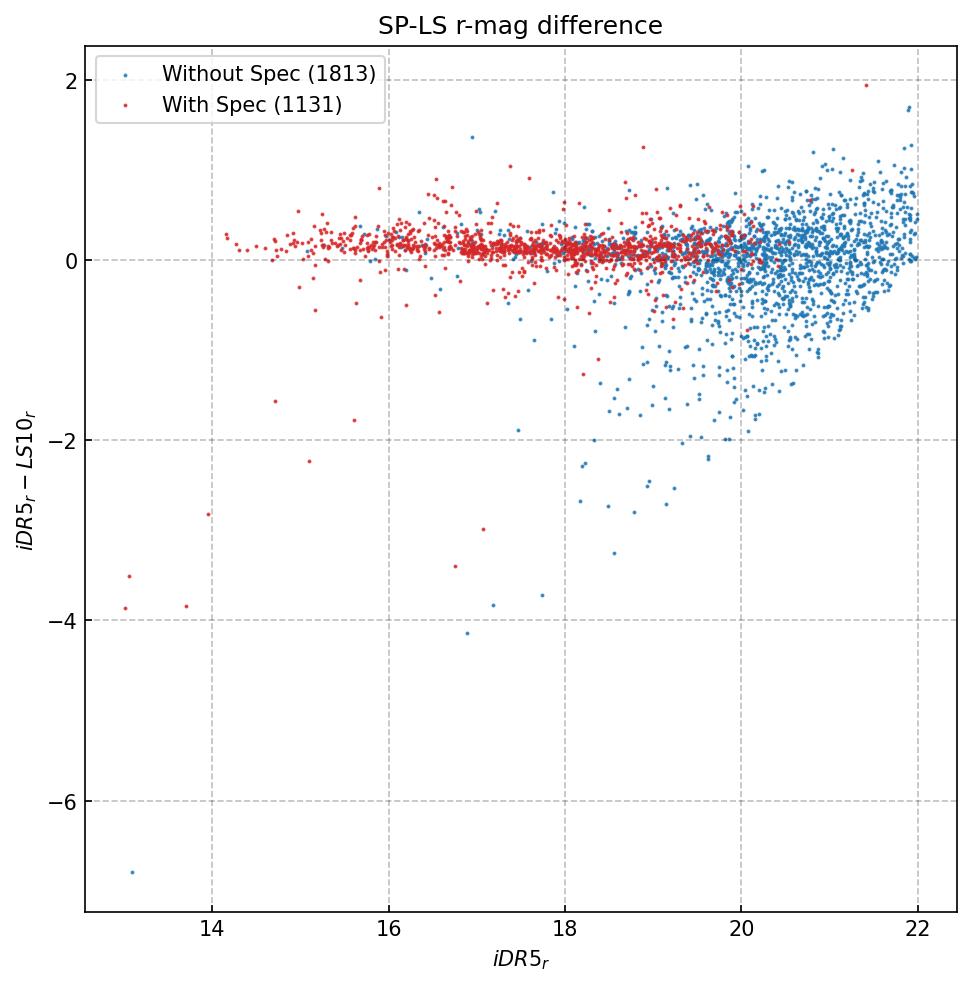 SP-LS r-mag difference
Without Spec (1813)
With Spec (1131)
2
0
−2
−4
−6
iDR5r − LS10r
14 16 18 20 22
iDR5r